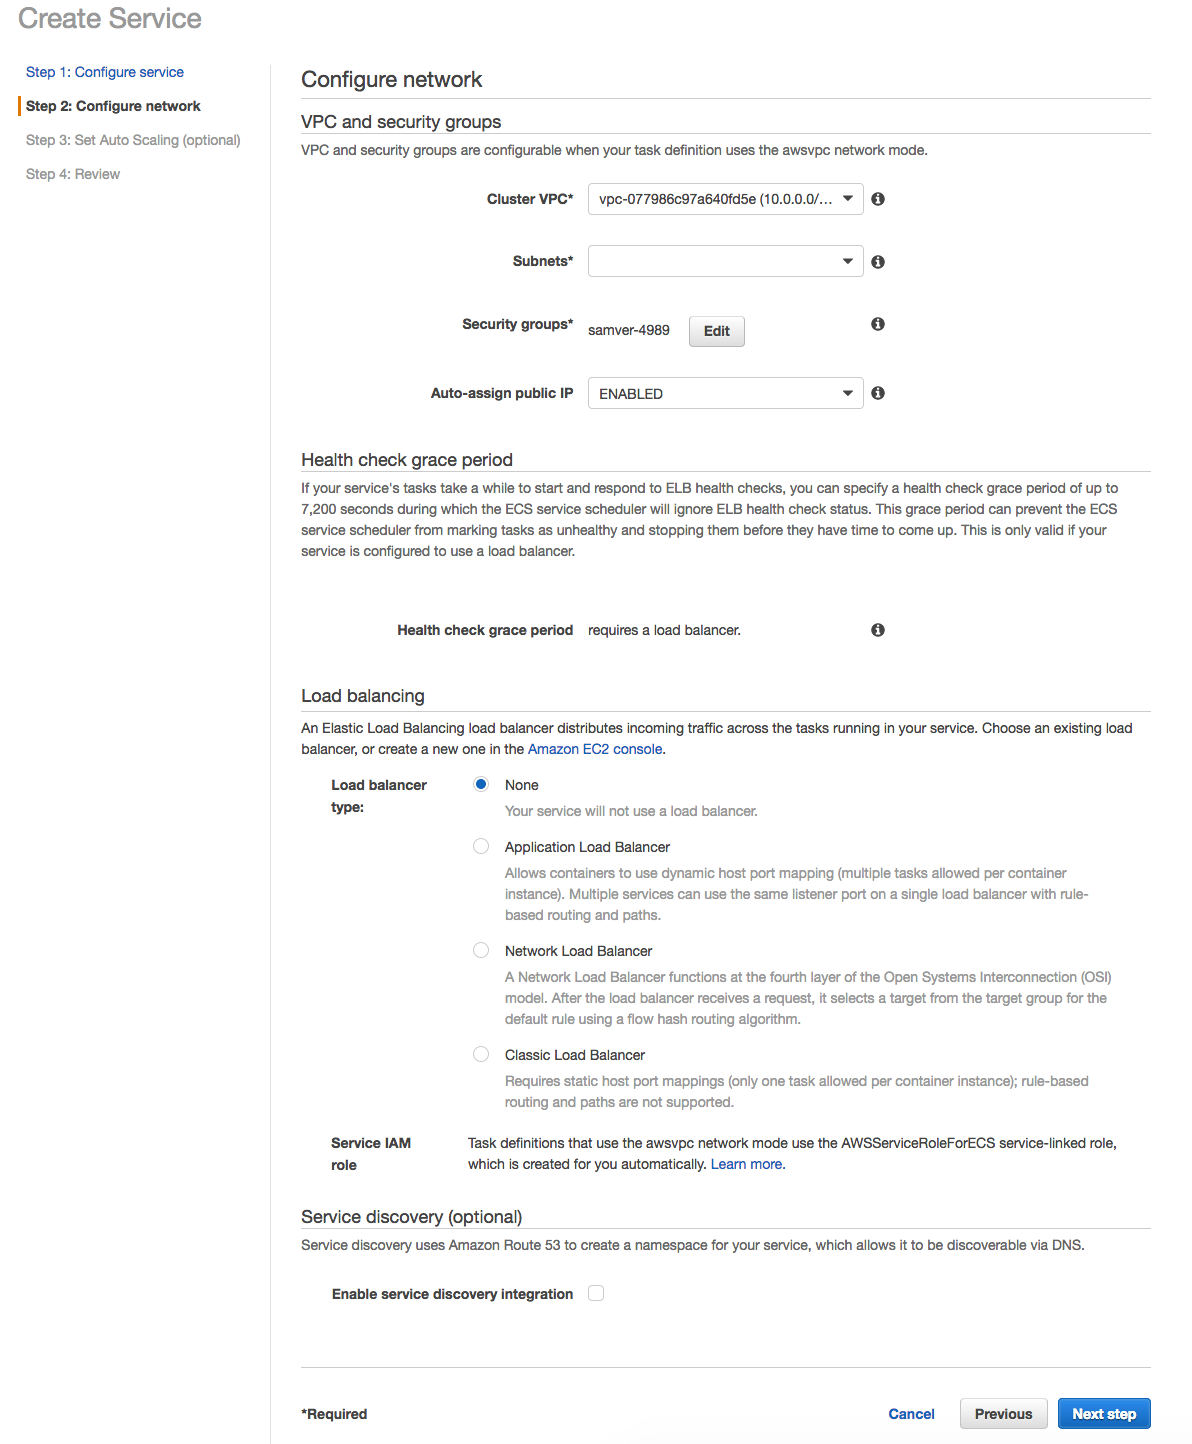 Create Service
Step 1: Configure service
Step 2: Configure network
Step 3: Set Auto Scaling (optional)
Step 4: Review
Configure network
VPC and security groups
VPC and security groups are configurable when your task definition uses the awsvpc network mode.
Cluster VPC* vpc-077986c97a640fd5e (10.0.0.0/...
Subnets*
Security groups* samver-4989 Edit
Auto-assign public IP ENABLED
Health check grace period
If your service's tasks take a while to start and respond to ELB health checks, you can specify a health check grace period of up to
7,200 seconds during which the ECS service scheduler will ignore ELB health check status. This grace period can prevent the ECS
service scheduler from marking tasks as unhealthy and stopping them before they have time to come up. This is only valid if your
service is configured to use a load balancer.
Health check grace period requires a load balancer.
Load balancing
An Elastic Load Balancing load balancer distributes incoming traffic across the tasks running in your service. Choose an existing load
balancer, or create a new one in the Amazon EC2 console.
Load balancer
type:
None
Your service will not use a load balancer.
Application Load Balancer
Allows containers to use dynamic host port mapping (multiple tasks allowed per container
instance). Multiple services can use the same listener port on a single load balancer with rule-
based routing and paths.
Network Load Balancer
A Network Load Balancer functions at the fourth layer of the Open Systems Interconnection (OSI)
model. After the load balancer receives a request, it selects a target from the target group for the
default rule using a flow hash routing algorithm.
Classic Load Balancer
Requires static host port mappings (only one task allowed per container instance); rule-based
routing and paths are not supported.
Service IAM
role
Task definitions that use the awsvpc network mode use the AWSServiceRoleForECS service-linked role,
which is created for you automatically. Learn more.
Service discovery (optional)
Service discovery uses Amazon Route 53 to create a namespace for your service, which allows it to be discoverable via DNS.
Enable service discovery integration
*Required
Cancel Previous Next step